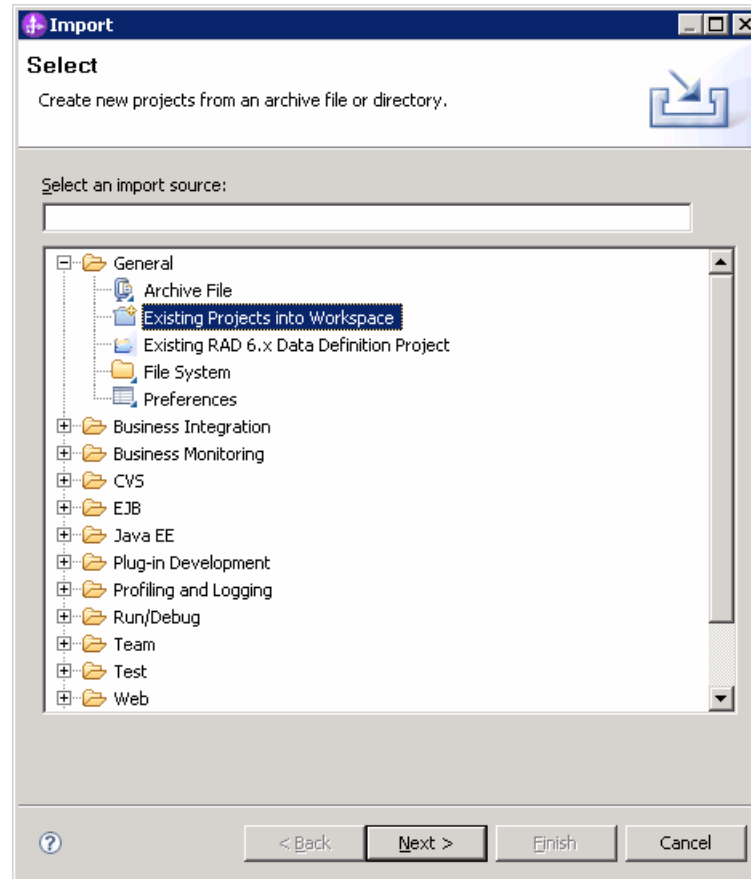 Import
Select
Create new projects from an archive file or directory.
Select an import source:
General
Archive File
Existing Projects into Workspace
Existing RAD 6.x Data Definition Project
File System
Preferences
Business Integration
Business Monitoring
CVS
EJB
Java EE
Plug-in Development
Profiling and Logging
Run/Debug
Team
Test
Web
? < Back Next > Finish Cancel